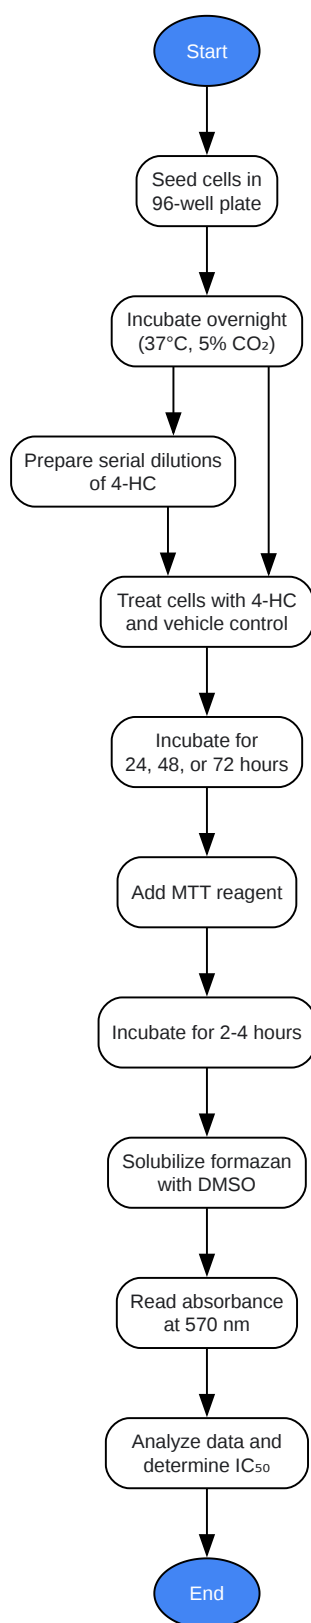 Start
Seed cells in
96-well plate
Incubate overnight
(37°C, 5% CO₂)
Prepare serial dilutions
of 4-HC
Treat cells with 4-HC
and vehicle control
Incubate for
24, 48, or 72 hours
Add MTT reagent
Incubate for 2-4 hours
Solubilize formazan
with DMSO
Read absorbance
at 570 nm
Analyze data and
determine IC₅₀
End